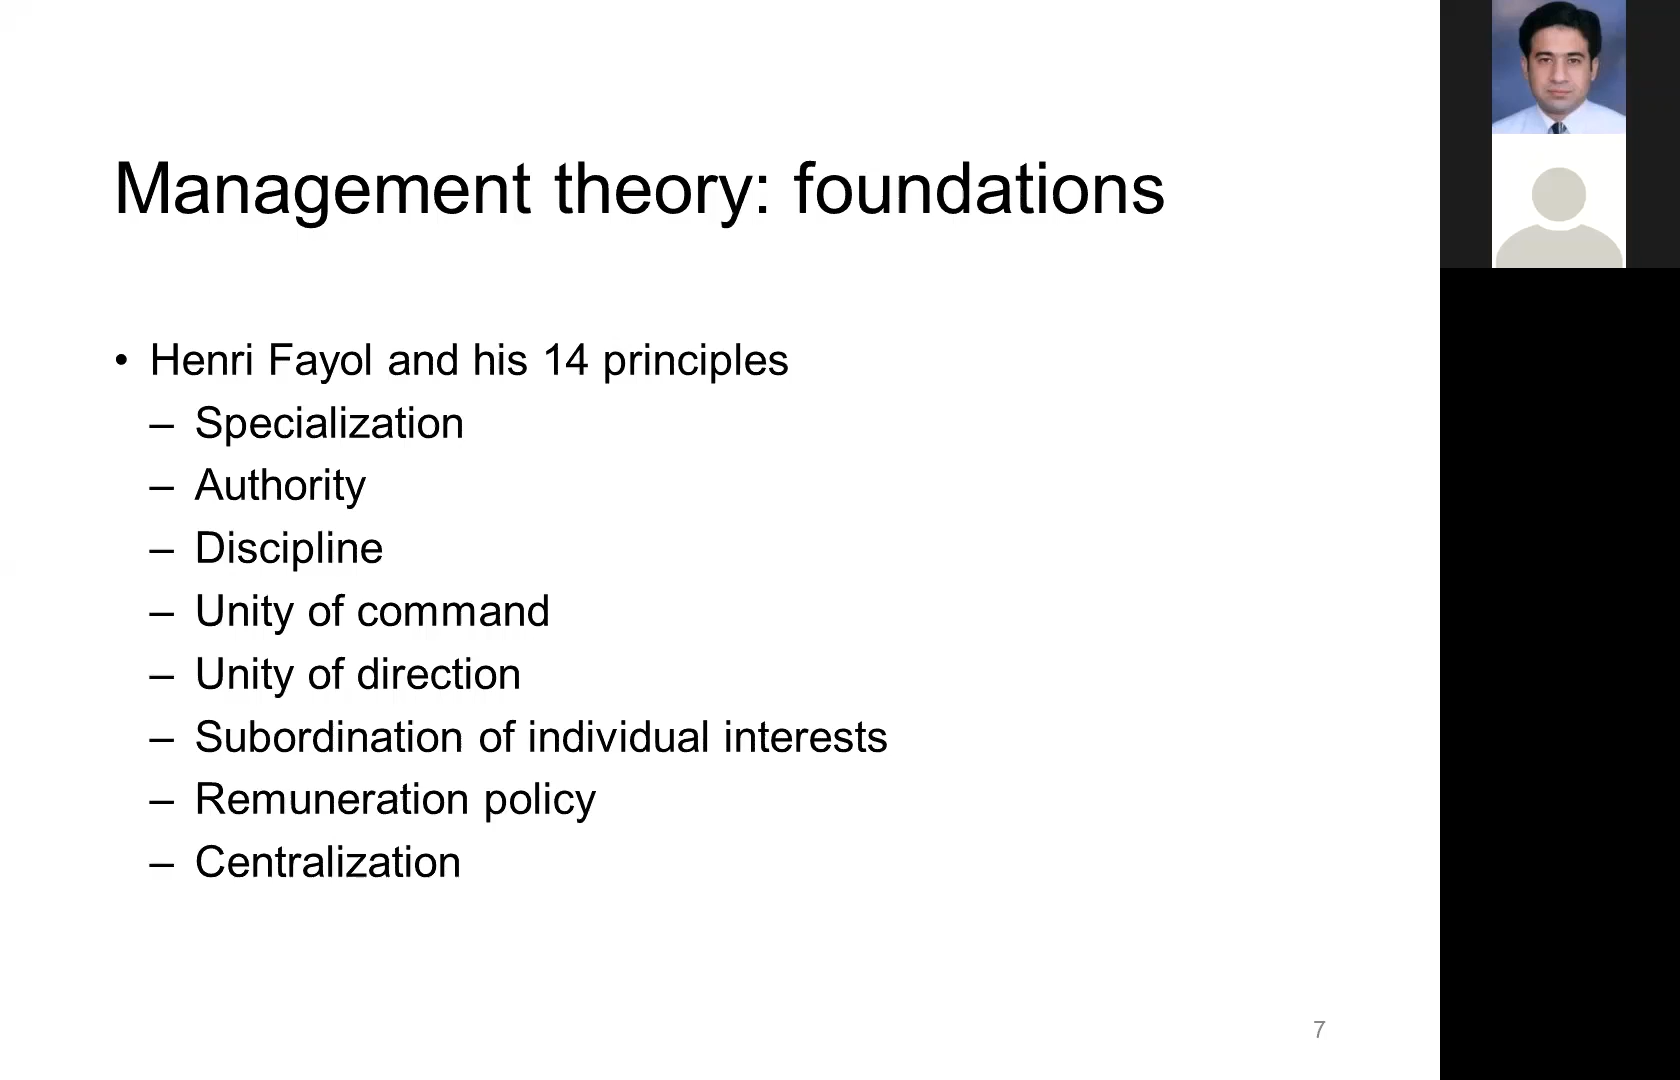 Management theory: foundations
• Henri Fayol and his 14 principles
– Specialization
– Authority
– Discipline
– Unity of command
– Unity of direction
– Subordination of individual interests
– Remuneration policy
– Centralization
7